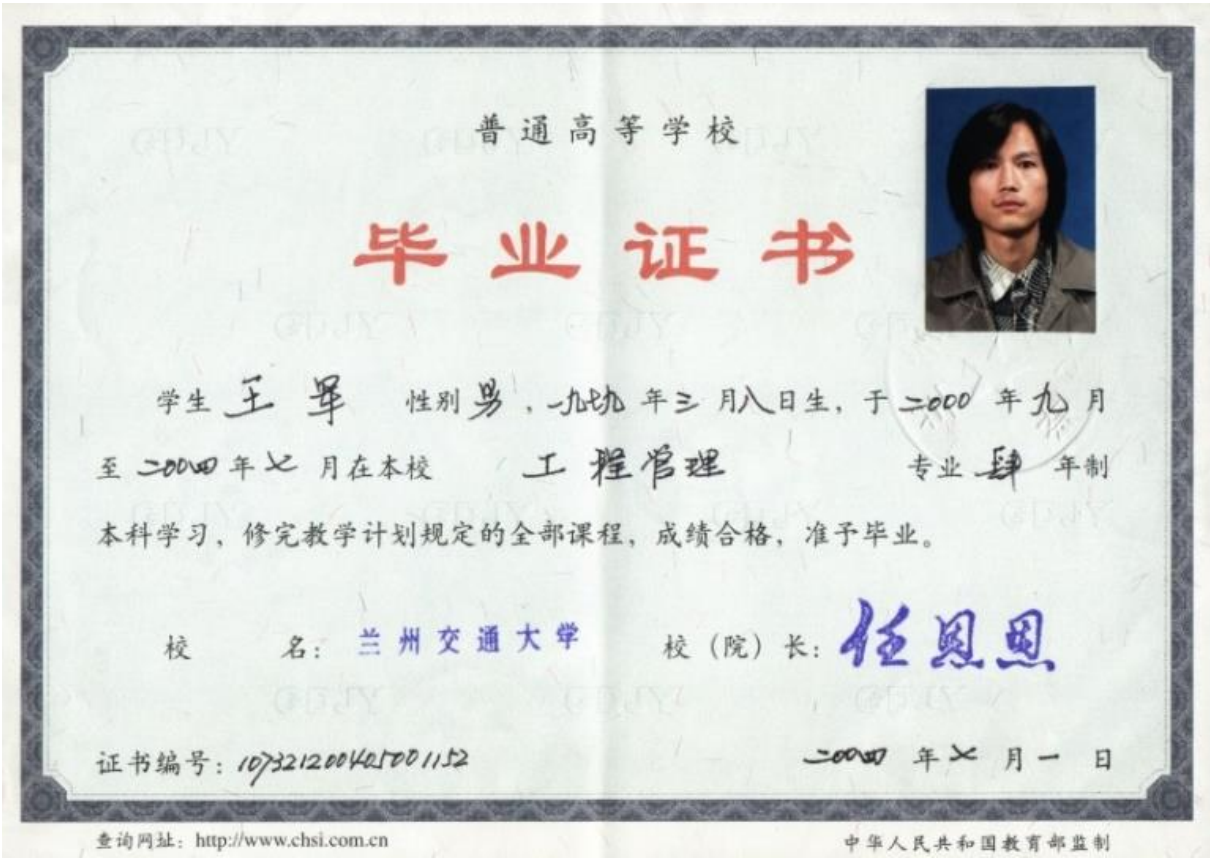 普通高等学校
毕业证书
学生 王军 性别 男，一九七九年三月八日生，于二000年九月
至二00四年七月在本校 工程管理 专业 肆 年制
本科学习，修完教学计划规定的全部课程，成绩合格，准予毕业。
校 名：兰州交通大学 校（院）长：任恩恩
证书编号：107321200405001152 二00四年七月一日
查询网址：http://www.chsi.com.cn 中华人民共和国教育部监制